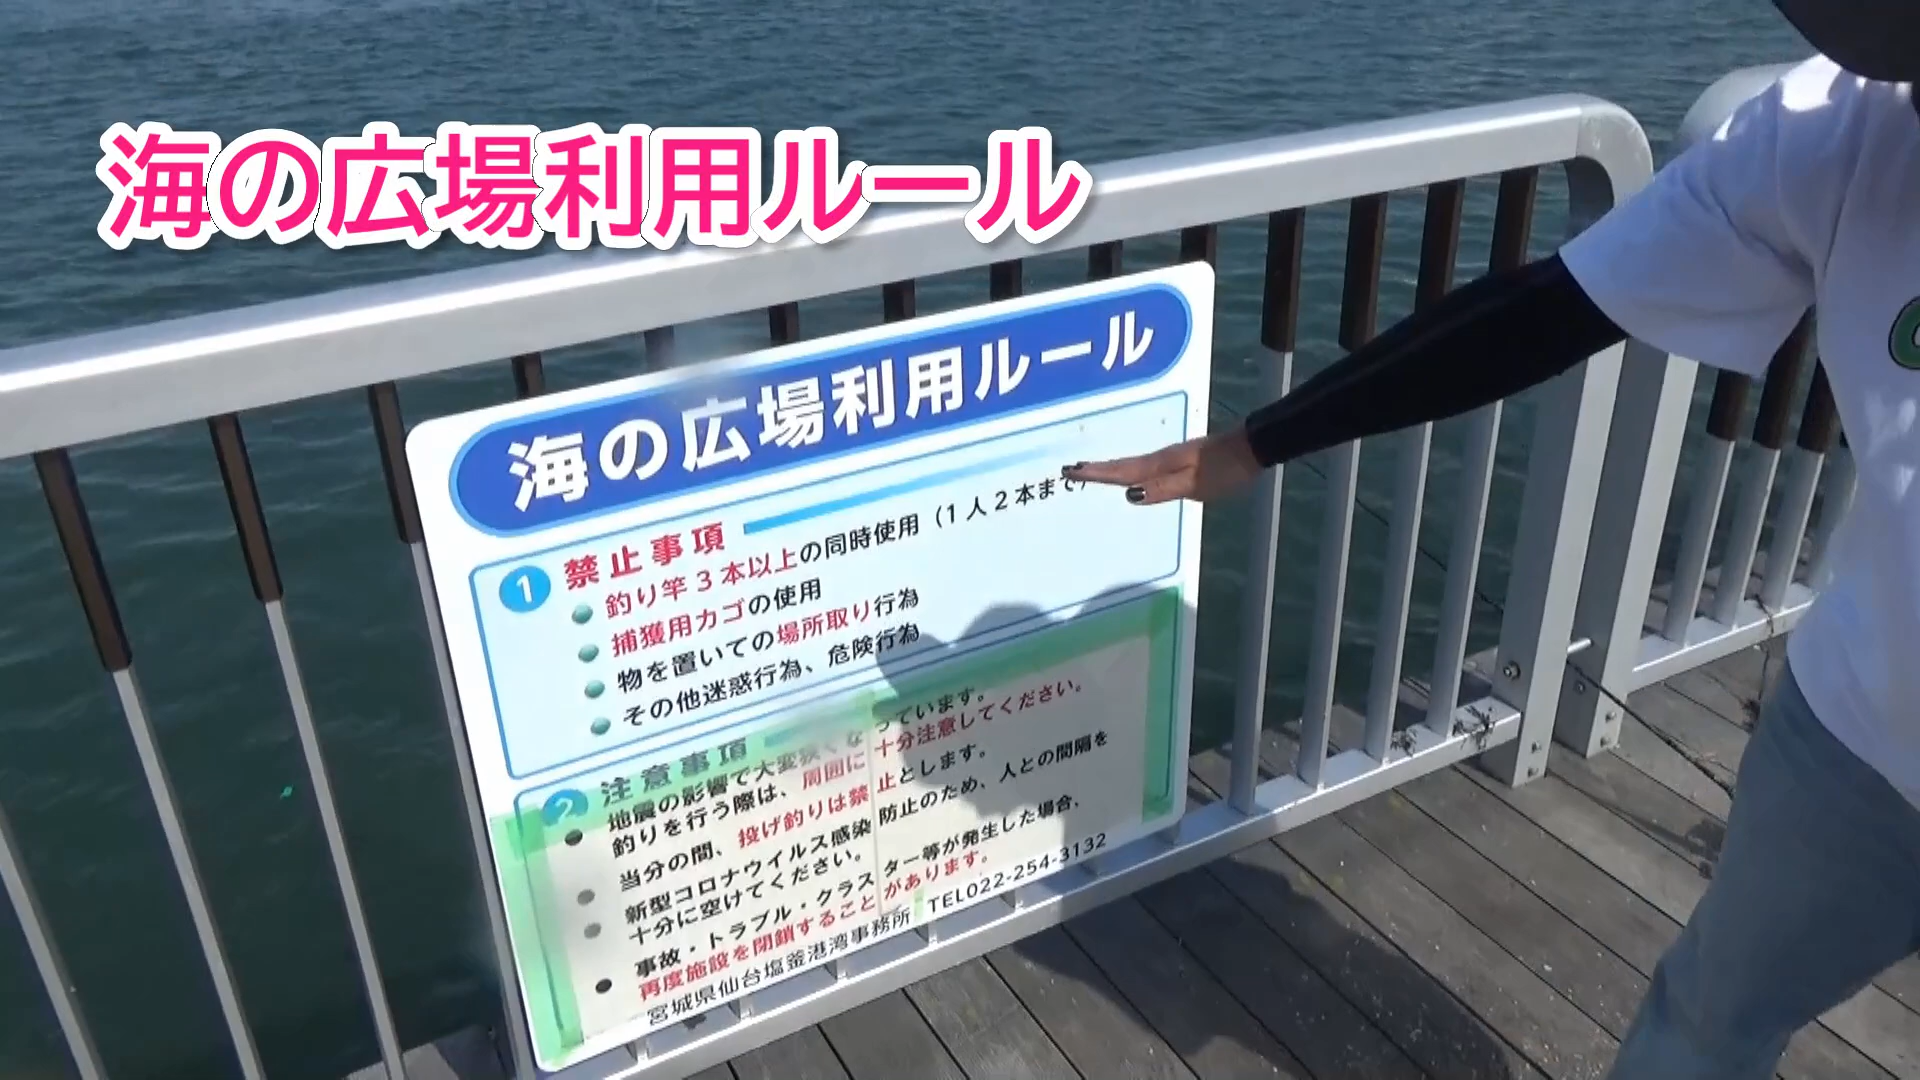 海の広場利用ルール
海の広場利用ルール
1 禁止事項
釣り竿3本以上の同時使用（1人2本まで）
捕獲用カゴの使用
物を置いての場所取り行為
その他迷惑行為、危険行為
2 注意事項
地震の影響で大変狭くなっています。
釣りを行う際は、周囲に十分注意してください。
当分の間、投げ釣りは禁止とします。
新型コロナウイルス感染防止のため、人との間隔を
十分に空けてください。
事故・トラブル・クラスター等が発生した場合、
再度施設を閉鎖することがあります。
宮城県仙台塩釜港湾事務所 TEL022-254-3132